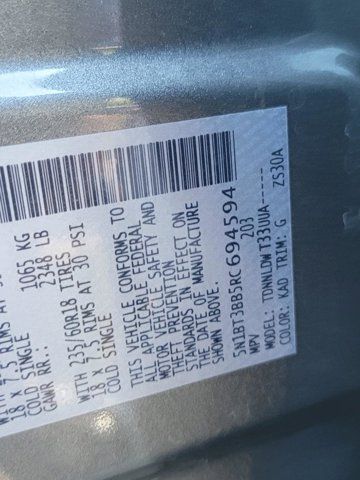 18 X 7.5 RIMS AT
COLD SINGLE 1065 KG
GAWR RR.: 2348 LB
WITH 235/60R18 TIRES
18 X 7.5 RIMS AT 30 PSI
COLD SINGLE
THIS VEHICLE CONFORMS TO
ALL APPLICABLE FEDERAL
MOTOR VEHICLE SAFETY AND
THEFT PREVENTION
STANDARDS IN EFFECT ON
THE DATE OF MANUFACTURE
SHOWN ABOVE.
5N1BT3BB5RC694594
MPV 203
MODEL: TDNNLDWT33UUA-----
COLOR: KAD TRIM: G ZS30A